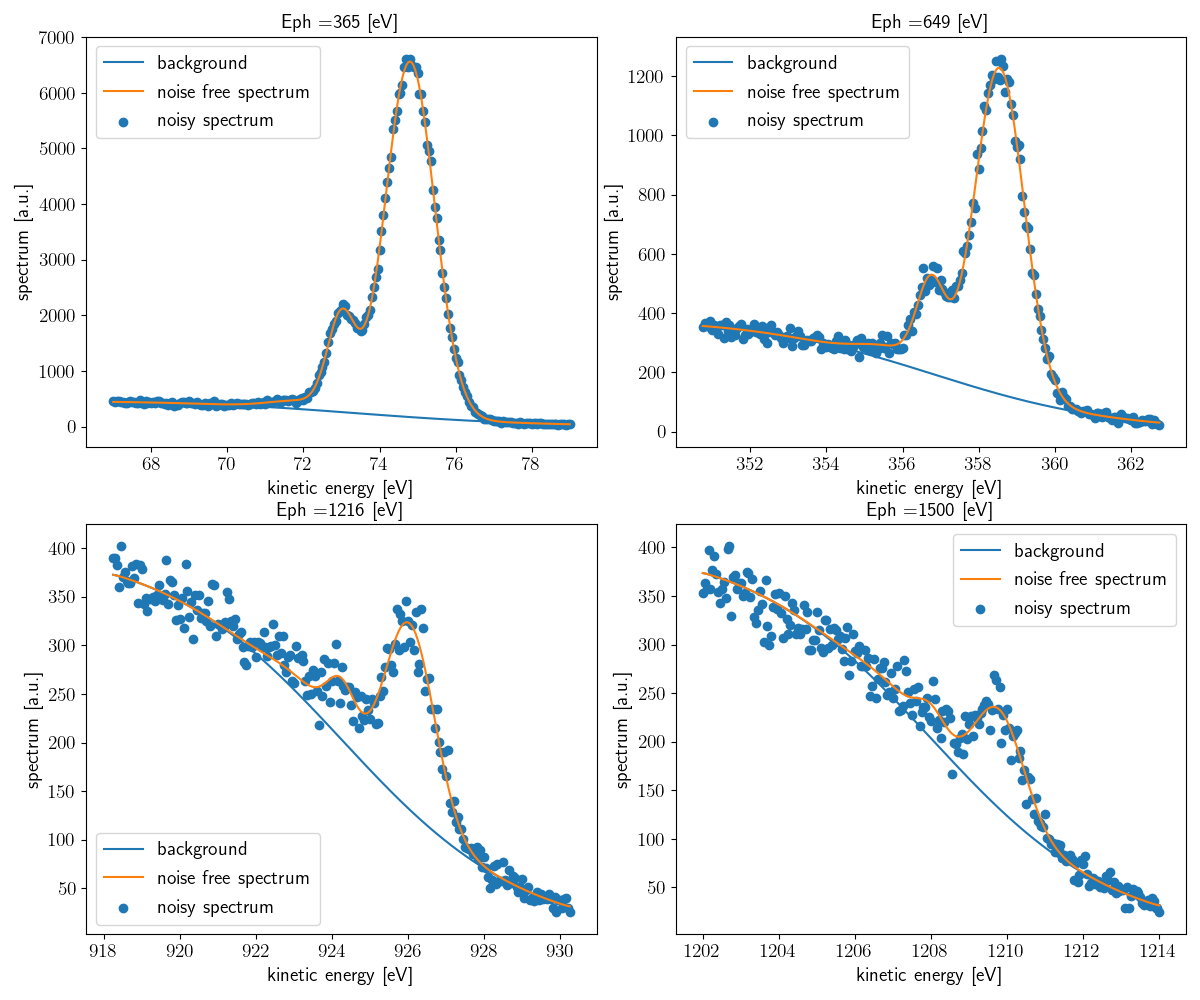 Eph =365 [eV]
7000
6000
5000
4000
3000
2000
1000
0
spectrum [a.u.]
background
noise free spectrum
noisy spectrum
68 70 72 74 76 78
kinetic energy [eV]
Eph =649 [eV]
1200
1000
800
600
400
200
0
spectrum [a.u.]
background
noise free spectrum
noisy spectrum
352 354 356 358 360 362
kinetic energy [eV]
Eph =1216 [eV]
400
350
300
250
200
150
100
50
spectrum [a.u.]
background
noise free spectrum
noisy spectrum
918 920 922 924 926 928 930
kinetic energy [eV]
Eph =1500 [eV]
400
350
300
250
200
150
100
50
spectrum [a.u.]
background
noise free spectrum
noisy spectrum
1202 1204 1206 1208 1210 1212 1214
kinetic energy [eV]